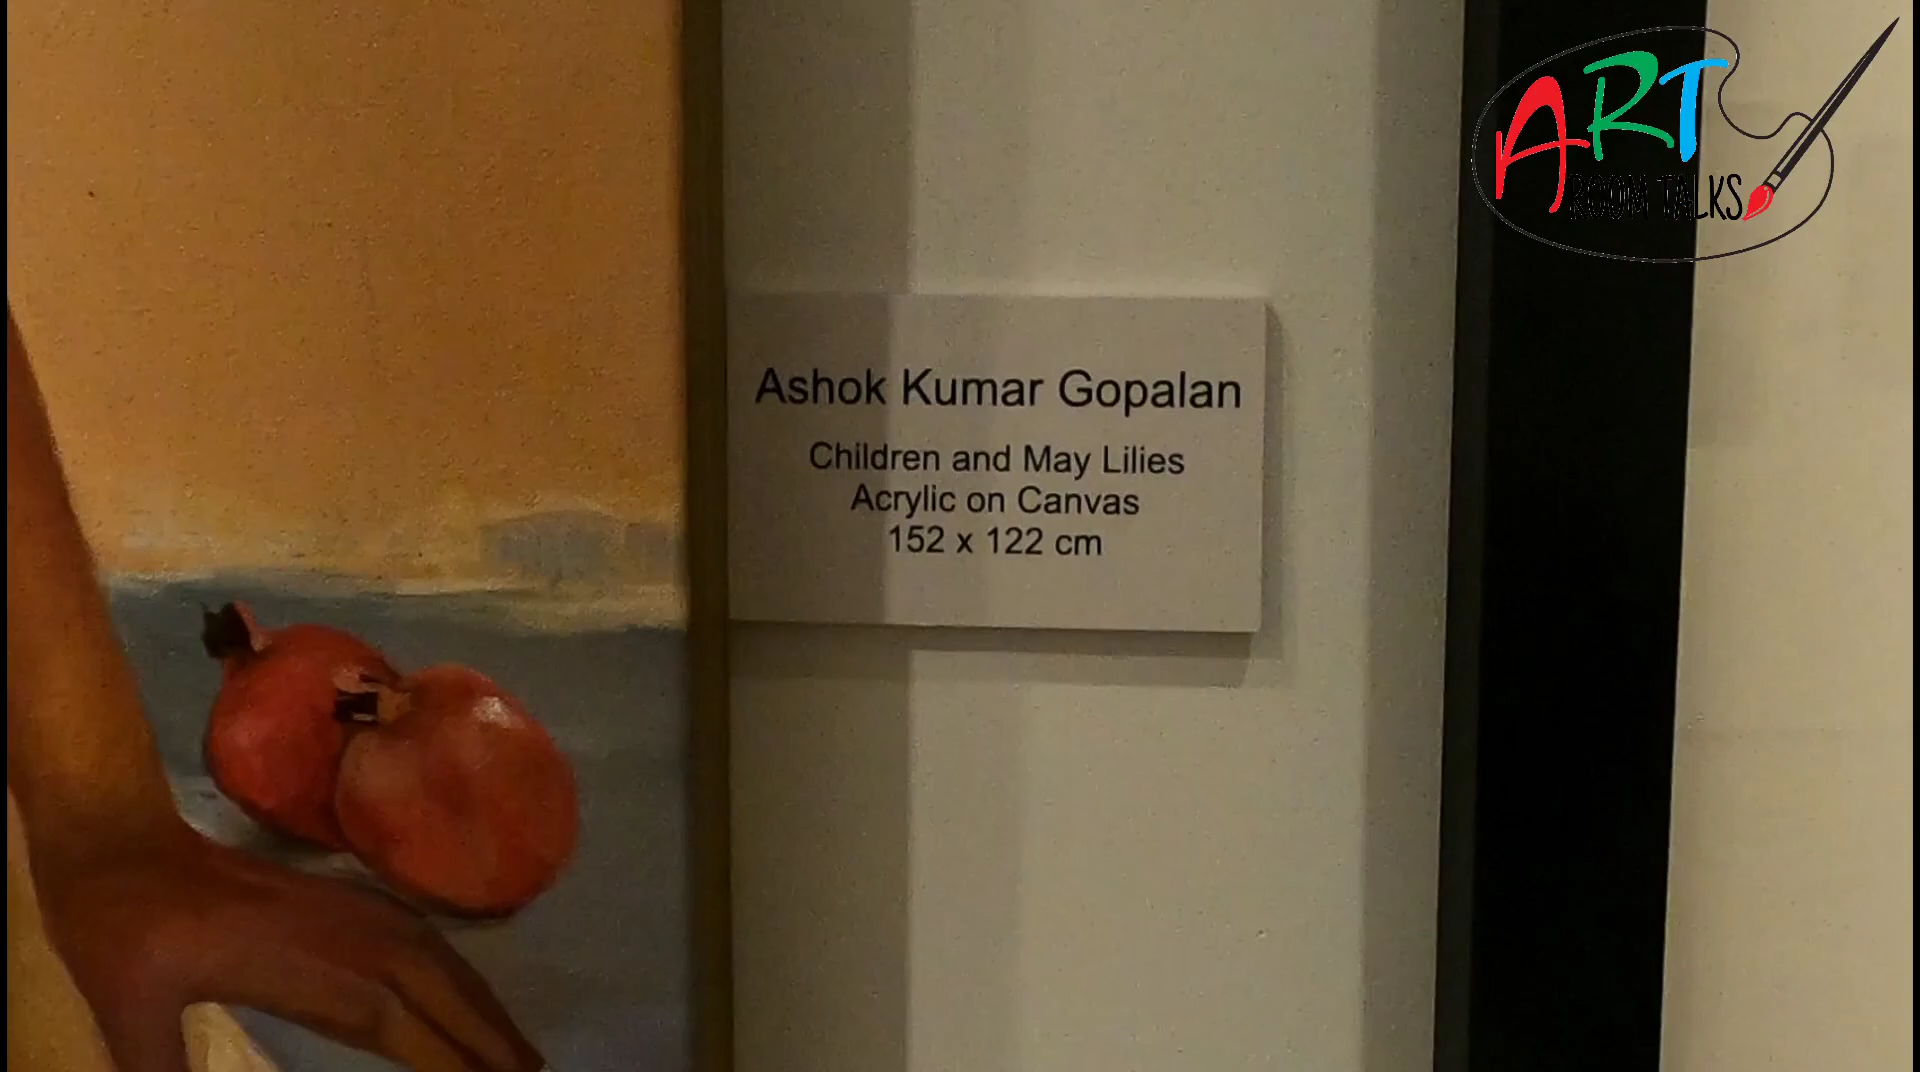 ART
ROOM TALKS
Ashok Kumar Gopalan
Children and May Lilies
Acrylic on Canvas
152 x 122 cm